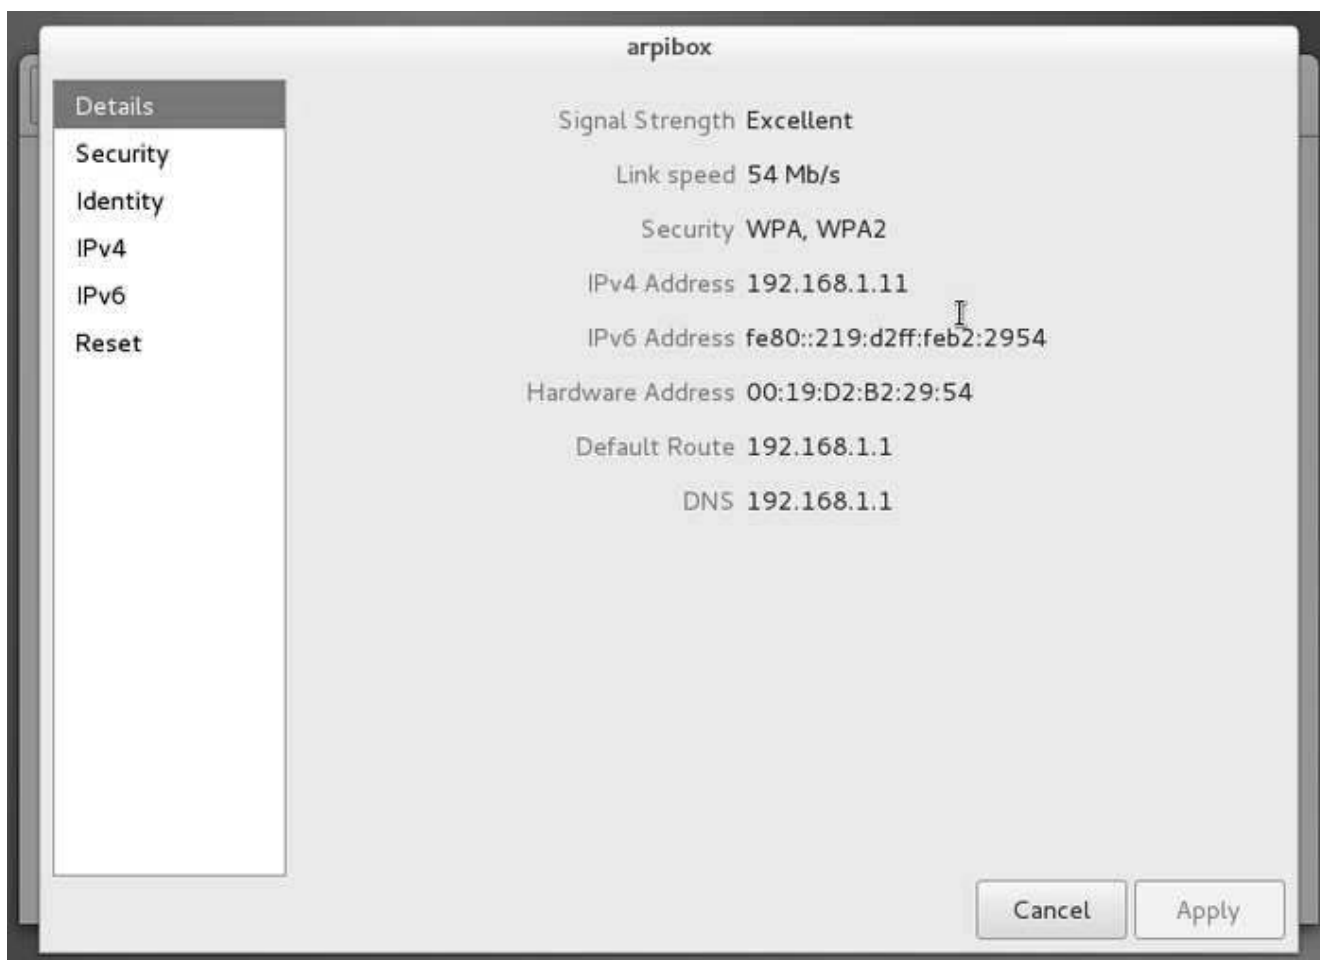 arpibox
Details
Security
Identity
IPv4
IPv6
Reset
Signal Strength Excellent
Link speed 54 Mb/s
Security WPA, WPA2
IPv4 Address 192.168.1.11
IPv6 Address fe80::219:d2ff:feb2:2954
Hardware Address 00:19:D2:B2:29:54
Default Route 192.168.1.1
DNS 192.168.1.1
Cancel
Apply